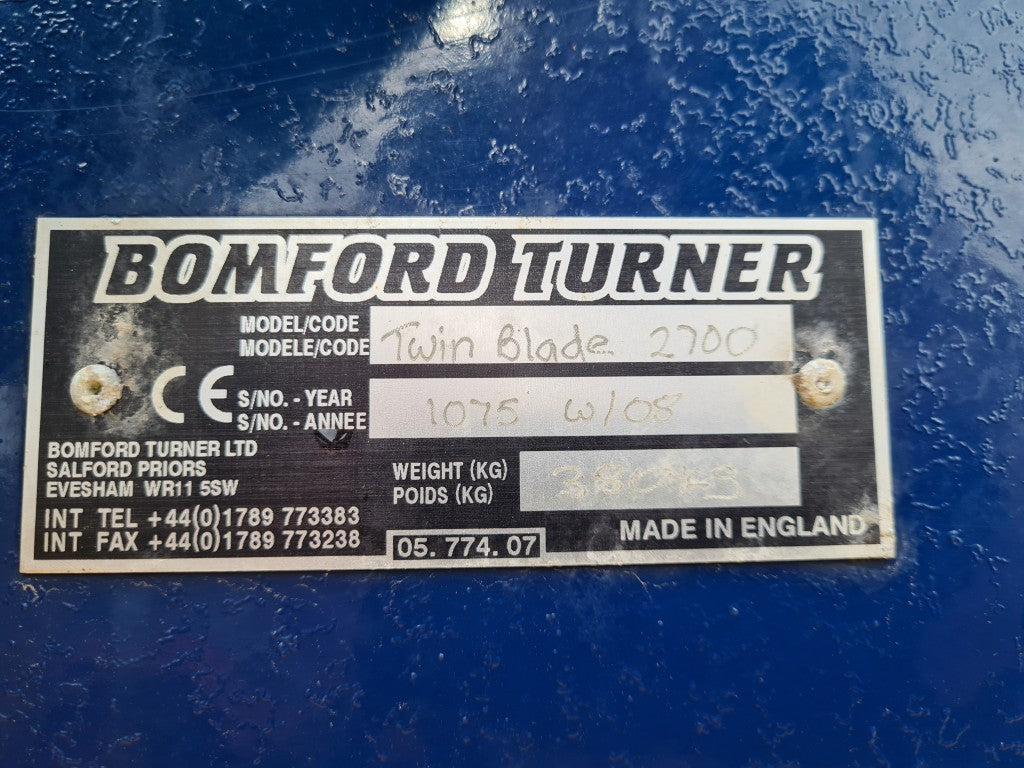 BOMFORD TURNER
MODEL/CODE
MODELE/CODE
Twin Blade 2700
CE
S/NO. - YEAR
S/NO. - ANNEE
1075 W/08
BOMFORD TURNER LTD
SALFORD PRIORS
EVESHAM WR11 5SW
WEIGHT (KG)
POIDS (KG)
INT TEL +44(0)1789 773383
INT FAX +44(0)1789 773238
05. 774. 07
MADE IN ENGLAND